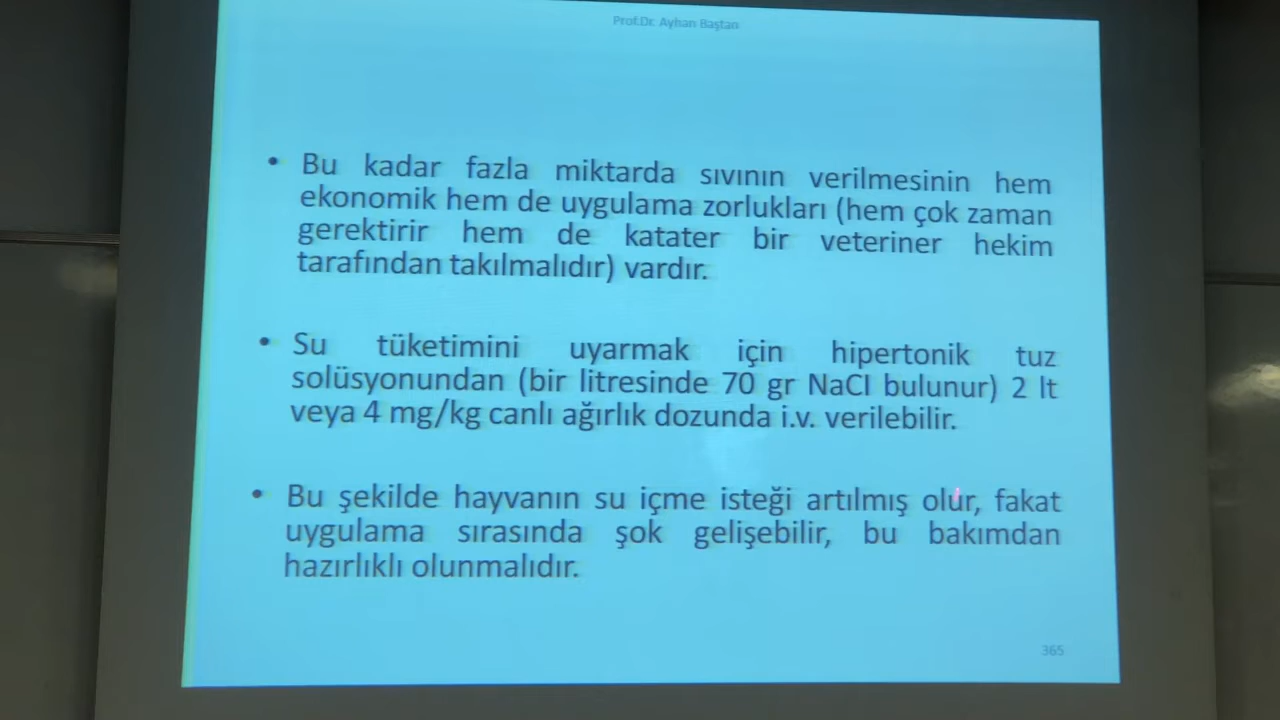 Prof.Dr. Ayhan Baştan
• Bu kadar fazla miktarda sıvının verilmesinin hem
ekonomik hem de uygulama zorlukları (hem çok zaman
gerektirir hem de katater bir veteriner hekim
tarafından takılmalıdır) vardır.
• Su tüketimini uyarmak için hipertonik tuz
solüsyonundan (bir litresinde 70 gr NaCl bulunur) 2 lt
veya 4 mg/kg canlı ağırlık dozunda i.v. verilebilir.
• Bu şekilde hayvanın su içme isteği artılmış olur, fakat
uygulama sırasında şok gelişebilir, bu bakımdan
hazırlıklı olunmalıdır.
365